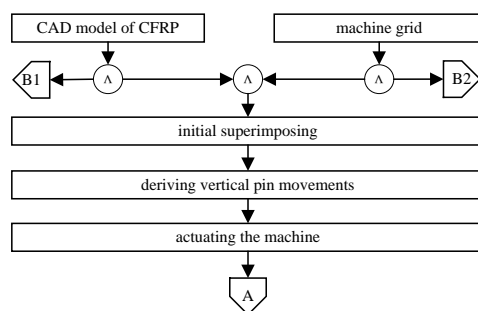 CAD model of CFRP
machine grid
B1
Λ
Λ
Λ
B2
initial superimposing
deriving vertical pin movements
actuating the machine
A